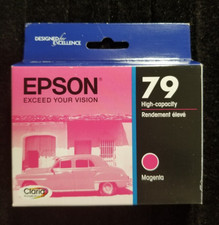 DESIGNED for EXCELLENCE
EPSON®
EXCEED YOUR VISION
79
High-capacity
Rendement élevé
Magenta
Claria